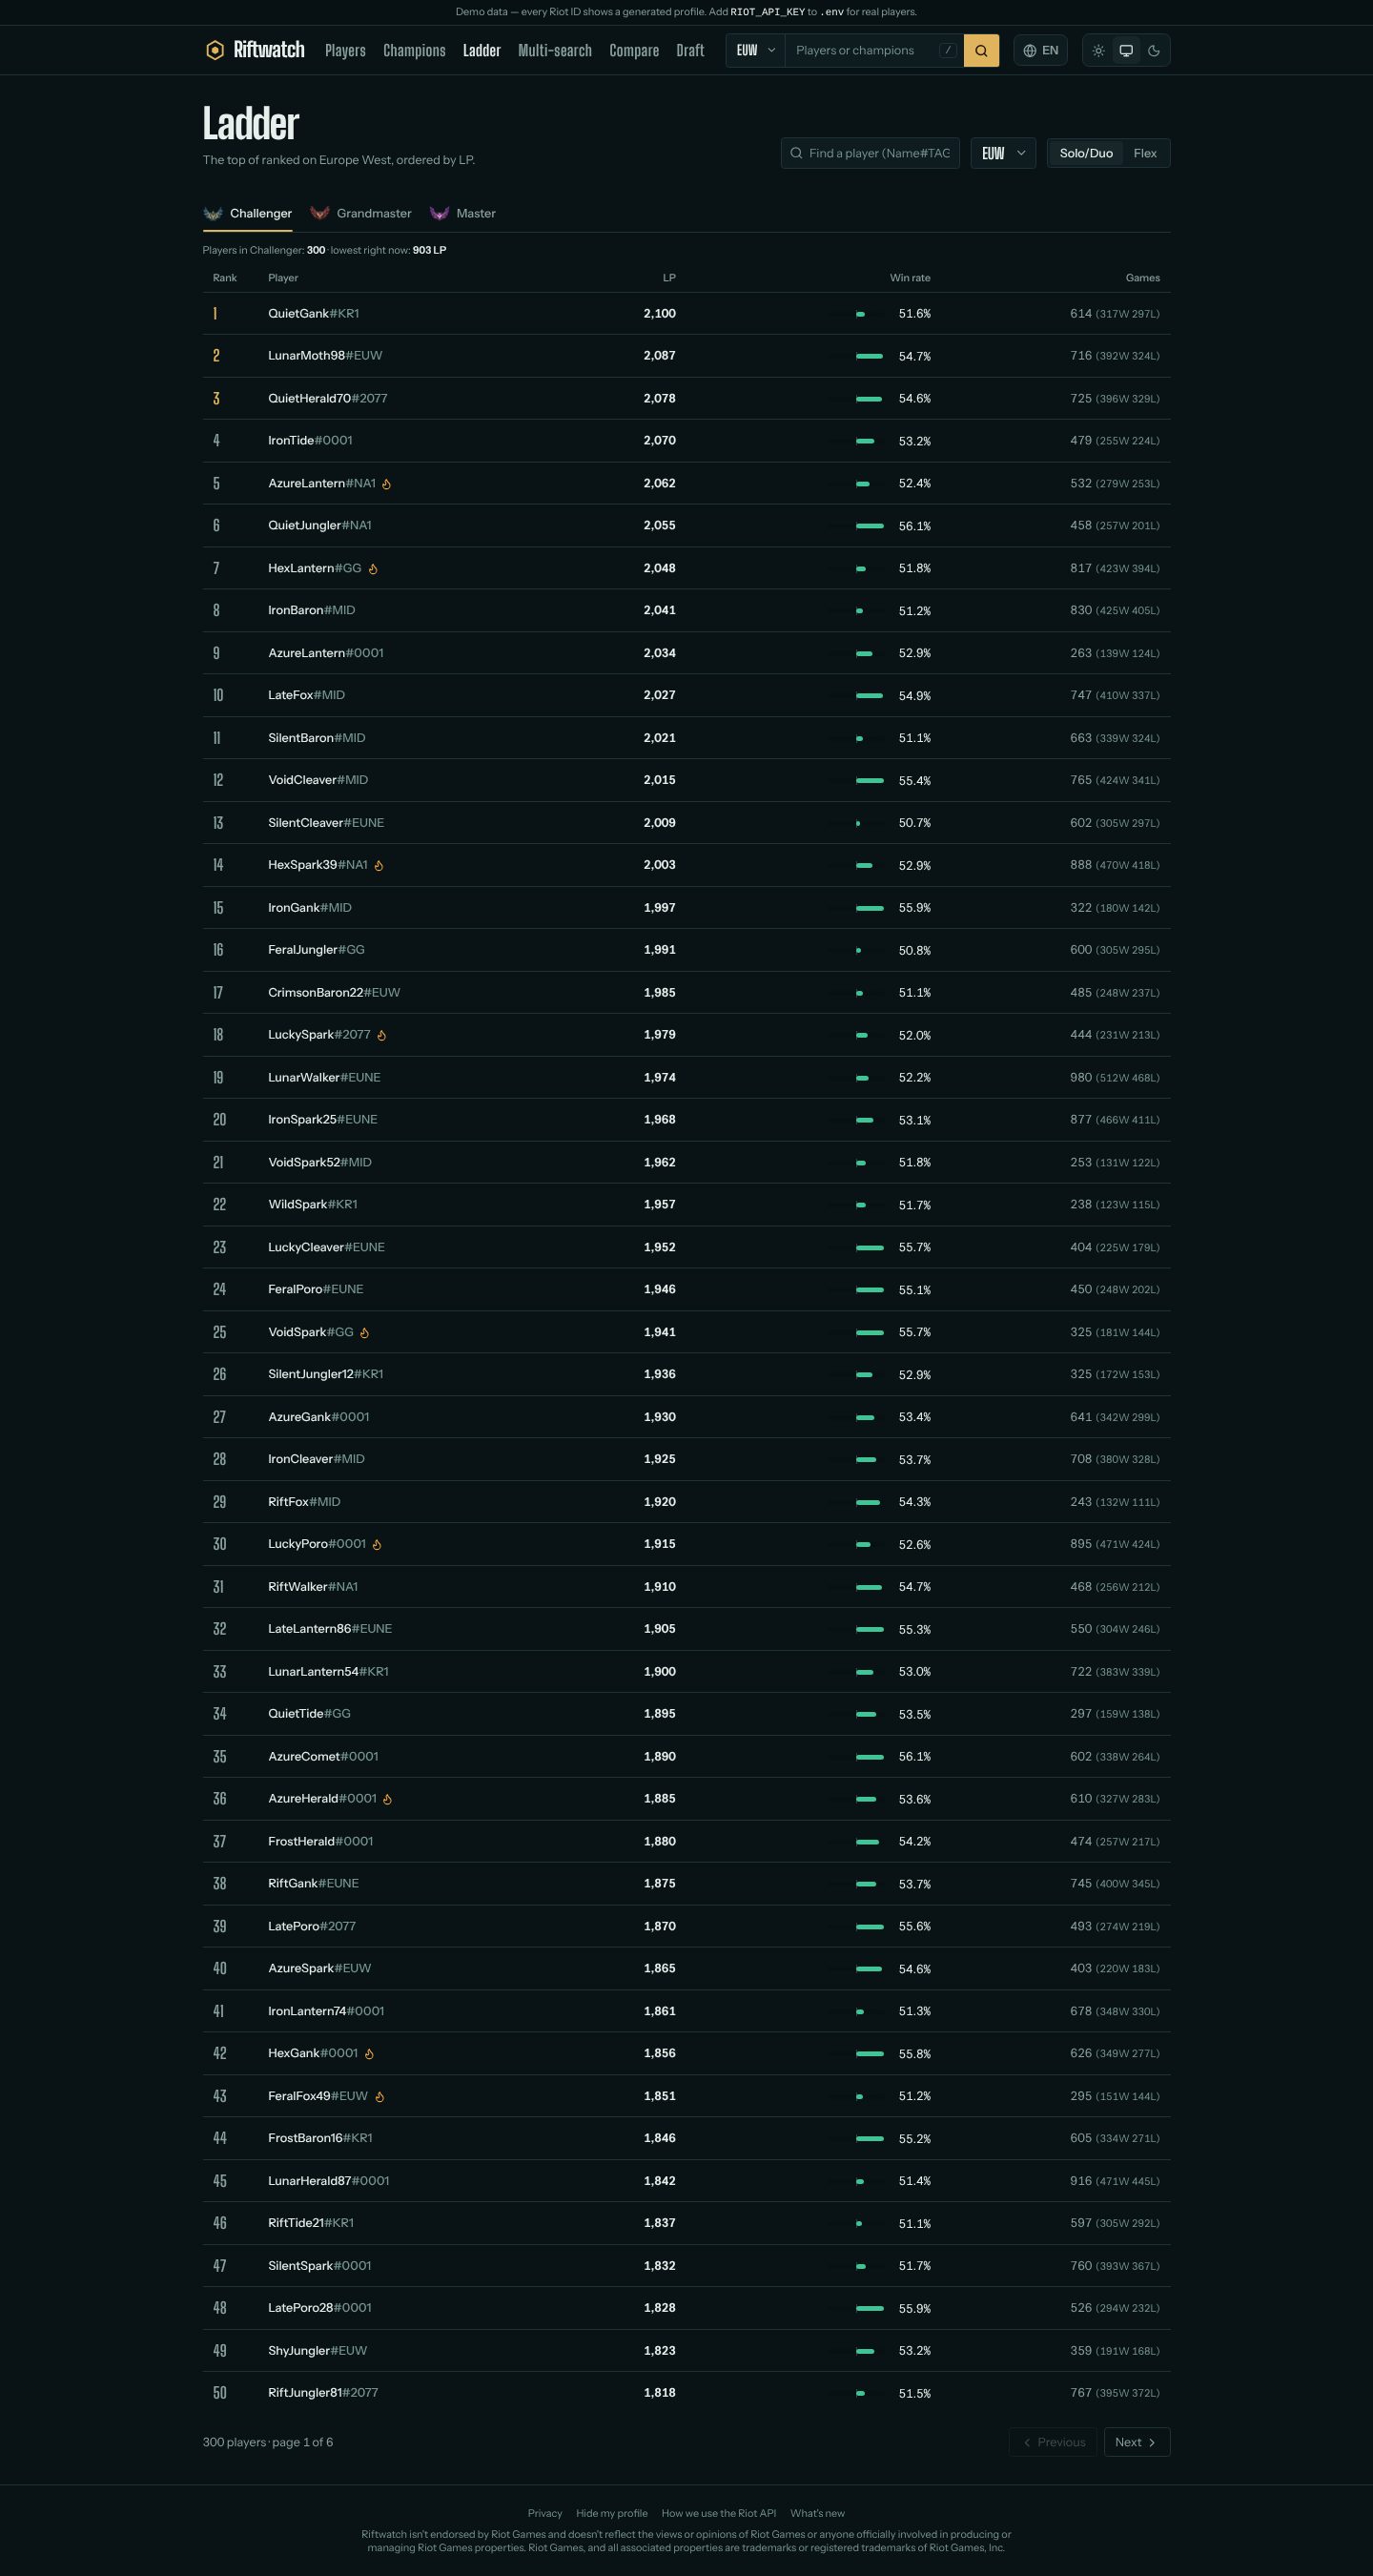 Demo data — every Riot ID shows a generated profile. Add RIOT_API_KEY to .env for real players.
Riftwatch Players Champions Ladder Multi-search Compare Draft EUW Players or champions / EN
Ladder
The top of ranked on Europe West, ordered by LP.
Find a player (Name#TAG EUW Solo/Duo Flex
Challenger Grandmaster Master
Players in Challenger: 300 · lowest right now: 903 LP
Rank Player LP Win rate Games
1 QuietGank#KR1 2,100 51.6% 614 (317W 297L)
2 LunarMoth98#EUW 2,087 54.7% 716 (392W 324L)
3 QuietHerald70#2077 2,078 54.6% 725 (396W 329L)
4 IronTide#0001 2,070 53.2% 479 (255W 224L)
5 AzureLantern#NA1 2,062 52.4% 532 (279W 253L)
6 QuietJungler#NA1 2,055 56.1% 458 (257W 201L)
7 HexLantern#GG 2,048 51.8% 817 (423W 394L)
8 IronBaron#MID 2,041 51.2% 830 (425W 405L)
9 AzureLantern#0001 2,034 52.9% 263 (139W 124L)
10 LateFox#MID 2,027 54.9% 747 (410W 337L)
11 SilentBaron#MID 2,021 51.1% 663 (339W 324L)
12 VoidCleaver#MID 2,015 55.4% 765 (424W 341L)
13 SilentCleaver#EUNE 2,009 50.7% 602 (305W 297L)
14 HexSpark39#NA1 2,003 52.9% 888 (470W 418L)
15 IronGank#MID 1,997 55.9% 322 (180W 142L)
16 FeralJungler#GG 1,991 50.8% 600 (305W 295L)
17 CrimsonBaron22#EUW 1,985 51.1% 485 (248W 237L)
18 LuckySpark#2077 1,979 52.0% 444 (231W 213L)
19 LunarWalker#EUNE 1,974 52.2% 980 (512W 468L)
20 IronSpark25#EUNE 1,968 53.1% 877 (466W 411L)
21 VoidSpark52#MID 1,962 51.8% 253 (131W 122L)
22 WildSpark#KR1 1,957 51.7% 238 (123W 115L)
23 LuckyCleaver#EUNE 1,952 55.7% 404 (225W 179L)
24 FeralPoro#EUNE 1,946 55.1% 450 (248W 202L)
25 VoidSpark#GG 1,941 55.7% 325 (181W 144L)
26 SilentJungler12#KR1 1,936 52.9% 325 (172W 153L)
27 AzureGank#0001 1,930 53.4% 641 (342W 299L)
28 IronCleaver#MID 1,925 53.7% 708 (380W 328L)
29 RiftFox#MID 1,920 54.3% 243 (132W 111L)
30 LuckyPoro#0001 1,915 52.6% 895 (471W 424L)
31 RiftWalker#NA1 1,910 54.7% 468 (256W 212L)
32 LateLantern86#EUNE 1,905 55.3% 550 (304W 246L)
33 LunarLantern54#KR1 1,900 53.0% 722 (383W 339L)
34 QuietTide#GG 1,895 53.5% 297 (159W 138L)
35 AzureComet#0001 1,890 56.1% 602 (338W 264L)
36 AzureHerald#0001 1,885 53.6% 610 (327W 283L)
37 FrostHerald#0001 1,880 54.2% 474 (257W 217L)
38 RiftGank#EUNE 1,875 53.7% 745 (400W 345L)
39 LatePoro#2077 1,870 55.6% 493 (274W 219L)
40 AzureSpark#EUW 1,865 54.6% 403 (220W 183L)
41 IronLantern74#0001 1,861 51.3% 678 (348W 330L)
42 HexGank#0001 1,856 55.8% 626 (349W 277L)
43 FeralFox49#EUW 1,851 51.2% 295 (151W 144L)
44 FrostBaron16#KR1 1,846 55.2% 605 (334W 271L)
45 LunarHerald87#0001 1,842 51.4% 916 (471W 445L)
46 RiftTide21#KR1 1,837 51.1% 597 (305W 292L)
47 SilentSpark#0001 1,832 51.7% 760 (393W 367L)
48 LatePoro28#0001 1,828 55.9% 526 (294W 232L)
49 ShyJungler#EUW 1,823 53.2% 359 (191W 168L)
50 RiftJungler81#2077 1,818 51.5% 767 (395W 372L)
300 players · page 1 of 6 Previous Next
Privacy Hide my profile How we use the Riot API What's new
Riftwatch isn't endorsed by Riot Games and doesn't reflect the views or opinions of Riot Games or anyone officially involved in producing or
managing Riot Games properties. Riot Games, and all associated properties are trademarks or registered trademarks of Riot Games, Inc.